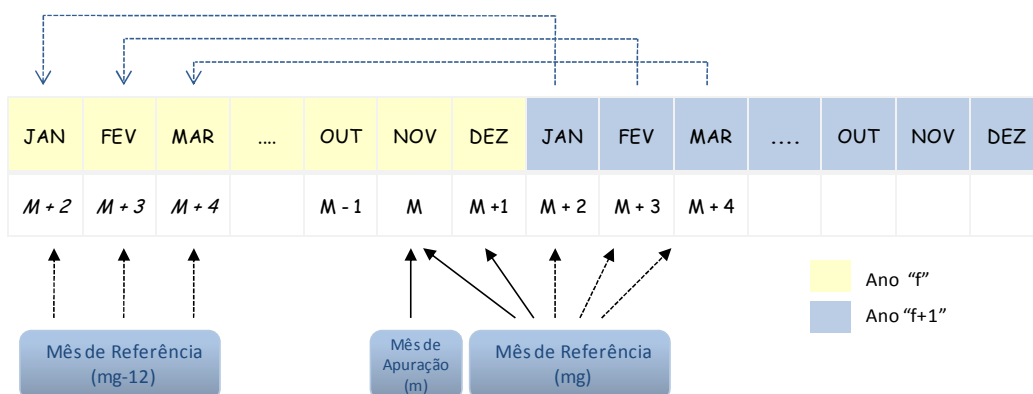 JAN FEV MAR .... OUT NOV DEZ JAN FEV MAR .... OUT NOV DEZ
M + 2 M + 3 M + 4 M - 1 M M +1 M + 2 M + 3 M + 4
Ano “f”
Ano “f+1”
Mês de Referência
(mg-12)
Mês de
Apuração
(m)
Mês de Referência
(mg)